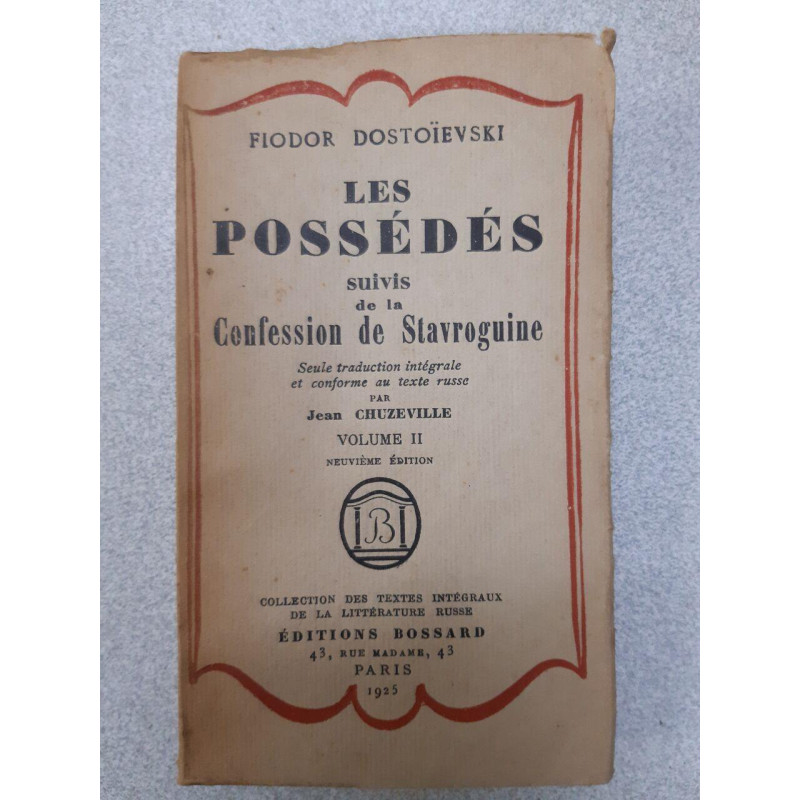 FIODOR DOSTOÏEVSKI
LES
POSSÉDÉS
suivis
de la
Confession de Stavroguine
Seule traduction intégrale
et conforme au texte russe
PAR
Jean CHUZEVILLE
VOLUME II
NEUVIÈME ÉDITION
B
COLLECTION DES TEXTES INTÉGRAUX
DE LA LITTÉRATURE RUSSE
ÉDITIONS BOSSARD
43, RUE MADAME, 43
PARIS
1925